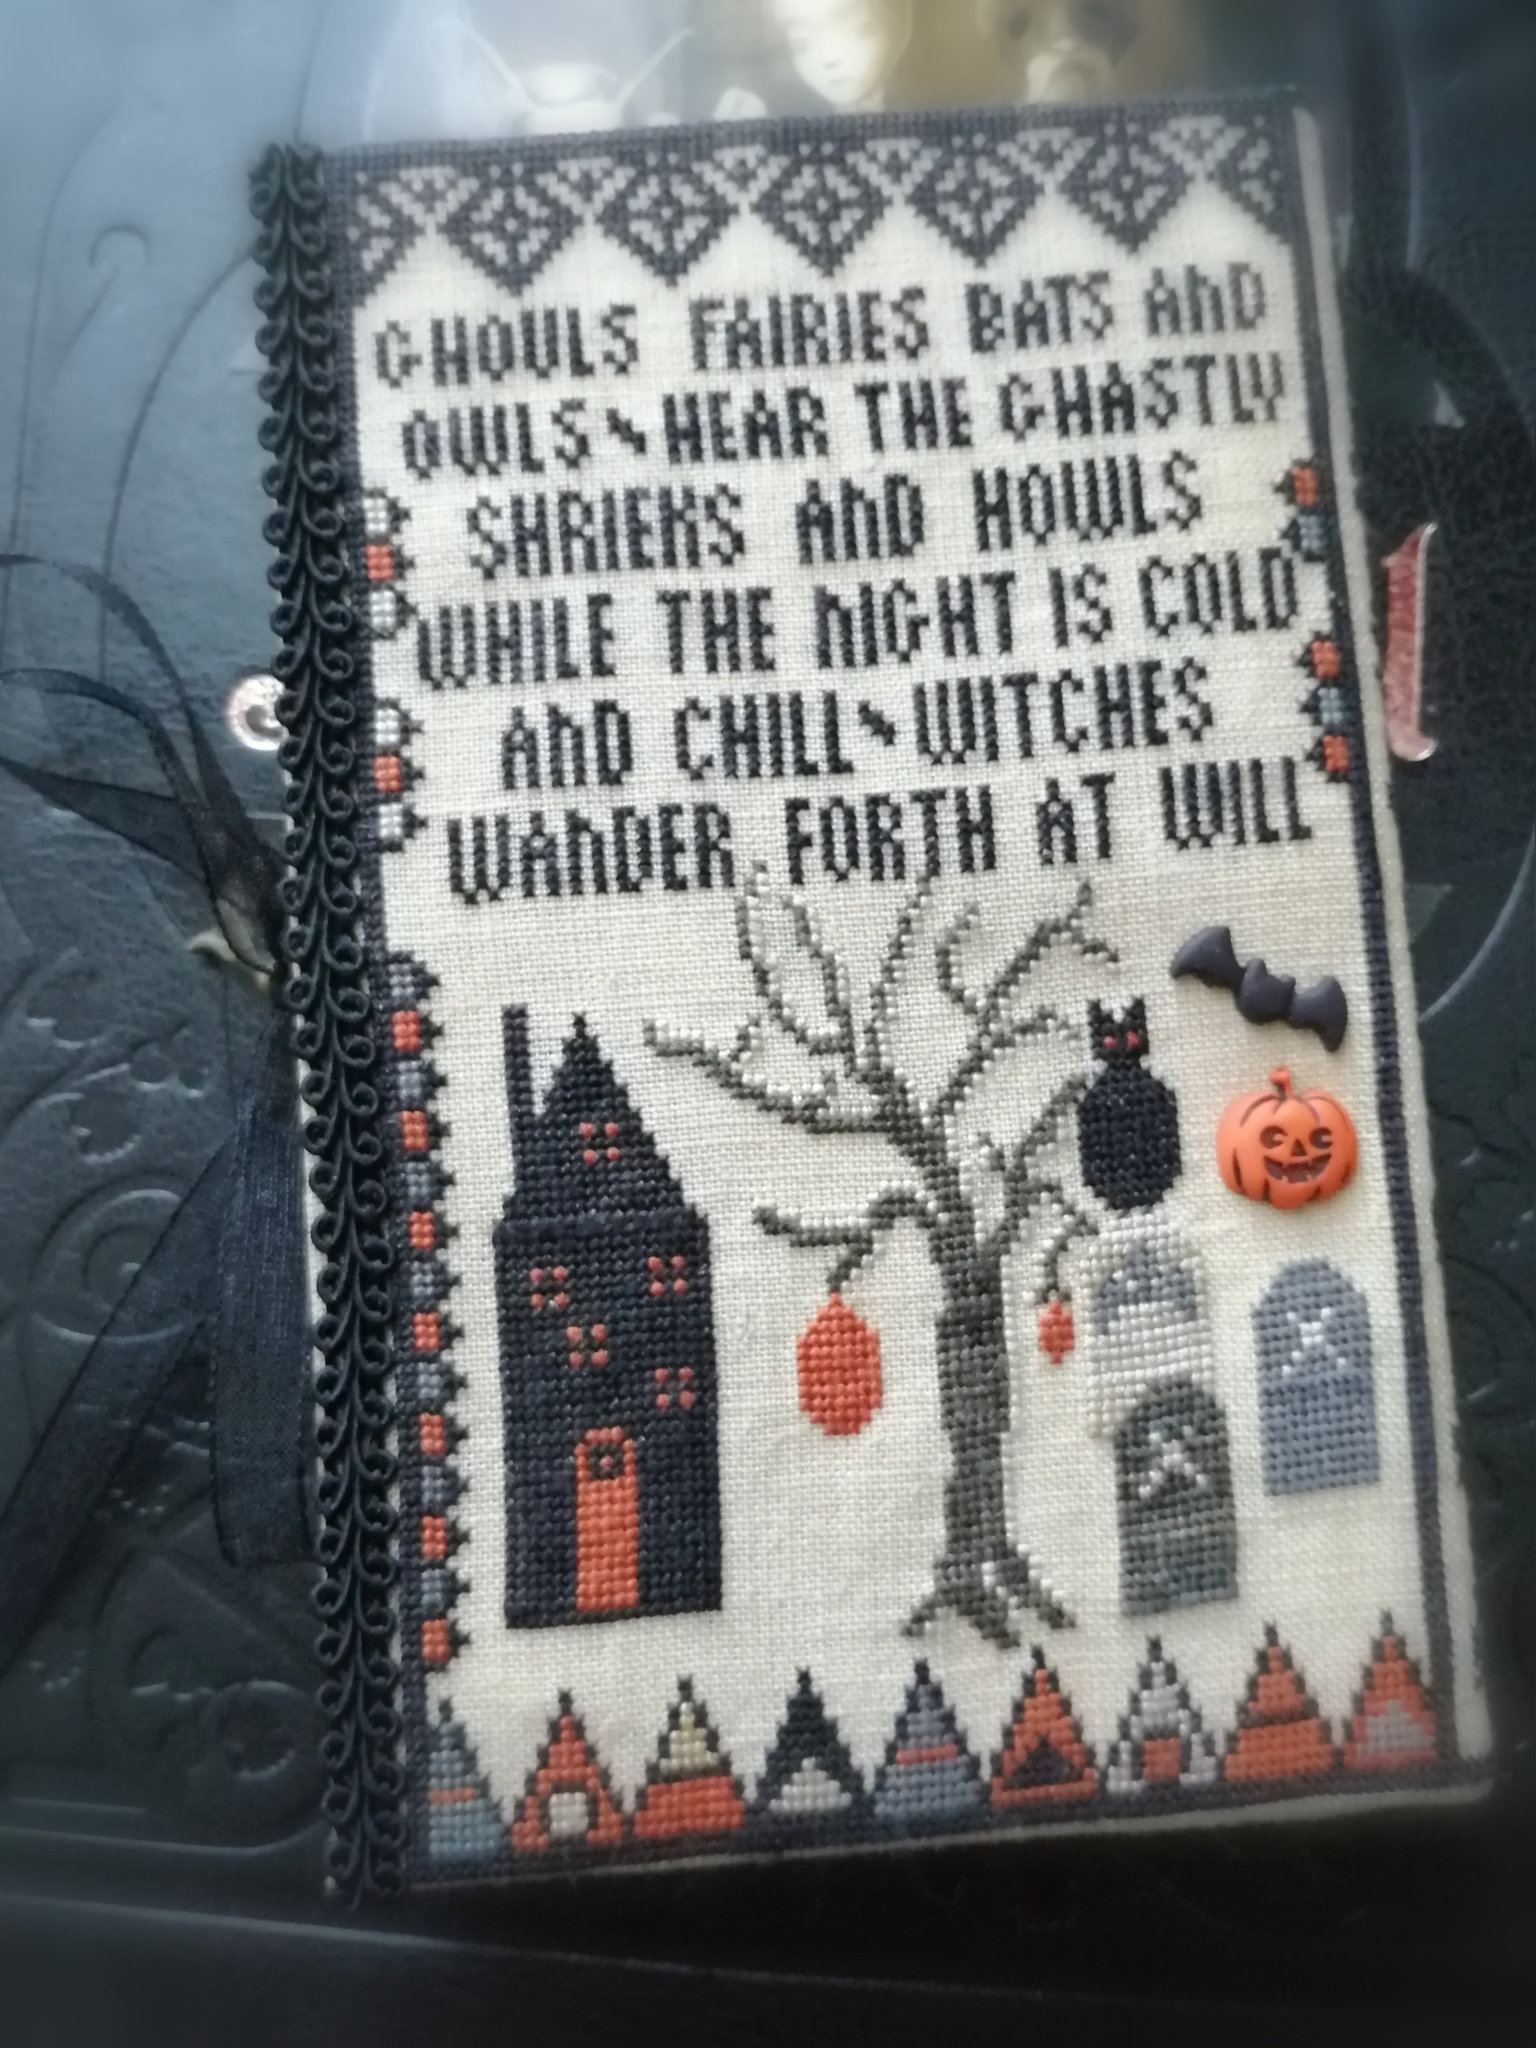 GHOULS FAIRIES BATS AND
OWLS~HEAR THE GHASTLY
SHRIEKS AND HOWLS
WHILE THE NIGHT IS COLD
AND CHILL~WITCHES
WANDER FORTH AT WILL